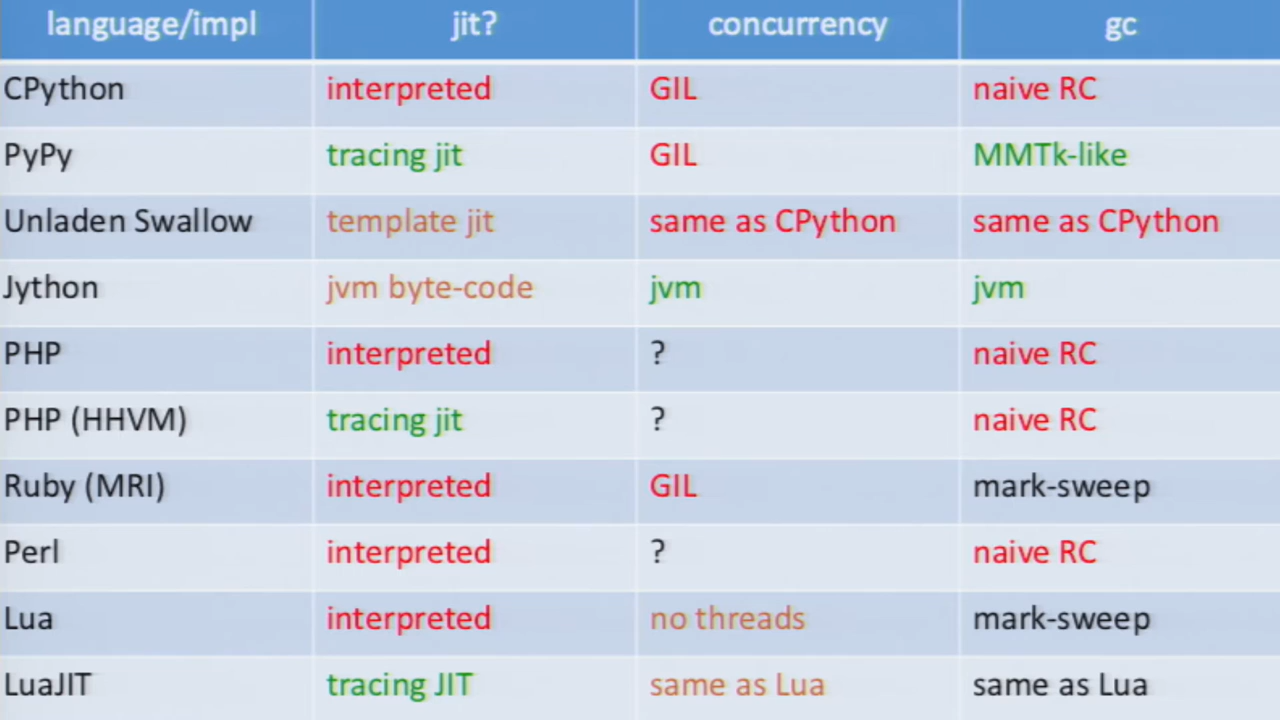 language/impl jit? concurrency gc
CPython interpreted GIL naive RC
PyPy tracing jit GIL MMTk-like
Unladen Swallow template jit same as CPython same as CPython
Jython jvm byte-code jvm jvm
PHP interpreted ? naive RC
PHP (HHVM) tracing jit ? naive RC
Ruby (MRI) interpreted GIL mark-sweep
Perl interpreted ? naive RC
Lua interpreted no threads mark-sweep
LuaJIT tracing JIT same as Lua same as Lua